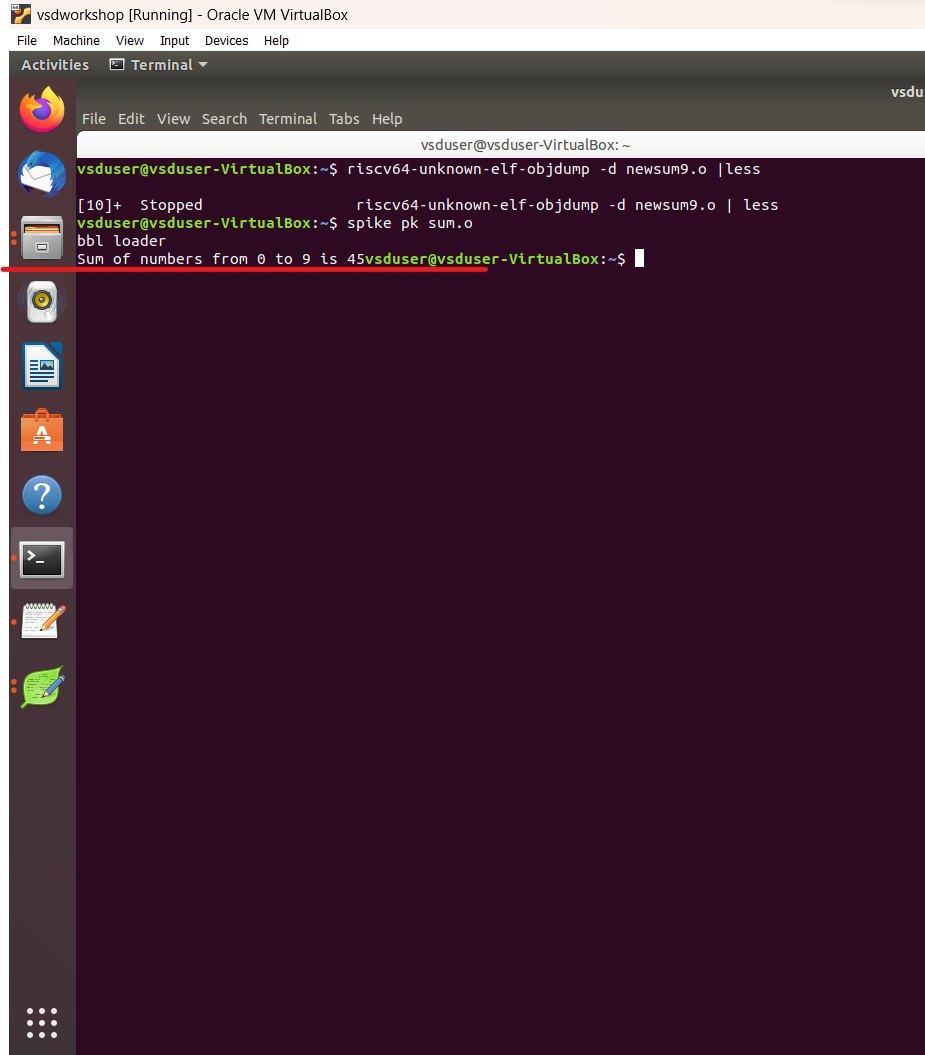 vsdworkshop [Running] - Oracle VM VirtualBox
File Machine View Input Devices Help
Activities Terminal
vsdu
File Edit View Search Terminal Tabs Help
vsduser@vsduser-VirtualBox: ~
vsduser@vsduser-VirtualBox:~$ riscv64-unknown-elf-objdump -d newsum9.o |less
[10]+  Stopped                 riscv64-unknown-elf-objdump -d newsum9.o | less
vsduser@vsduser-VirtualBox:~$ spike pk sum.o
bbl loader
Sum of numbers from 0 to 9 is 45vsduser@vsduser-VirtualBox:~$